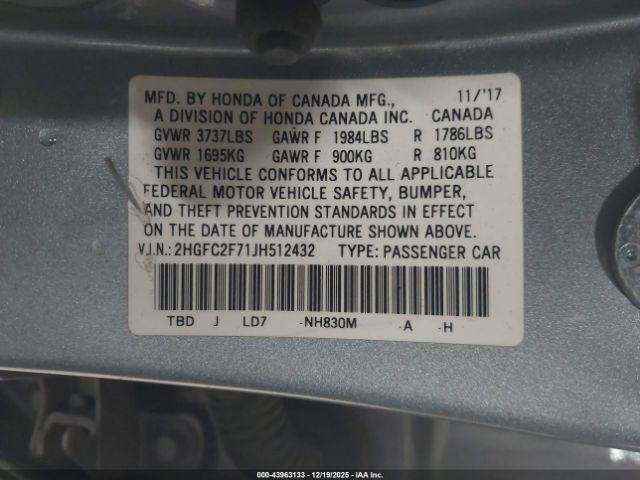 MFD. BY HONDA OF CANADA MFG., 11/'17
A DIVISION OF HONDA CANADA INC. CANADA
GVWR 3737LBS GAWR F 1984LBS R 1786LBS
GVWR 1695KG GAWR F 900KG R 810KG
THIS VEHICLE CONFORMS TO ALL APPLICABLE
FEDERAL MOTOR VEHICLE SAFETY, BUMPER,
AND THEFT PREVENTION STANDARDS IN EFFECT
ON THE DATE OF MANUFACTURE SHOWN ABOVE.
V.I.N.: 2HGFC2F71JH512432 TYPE: PASSENGER CAR
TBD J LD7 -NH830M -A -H
000-43963133 - 12/19/2025 - IAA Inc.